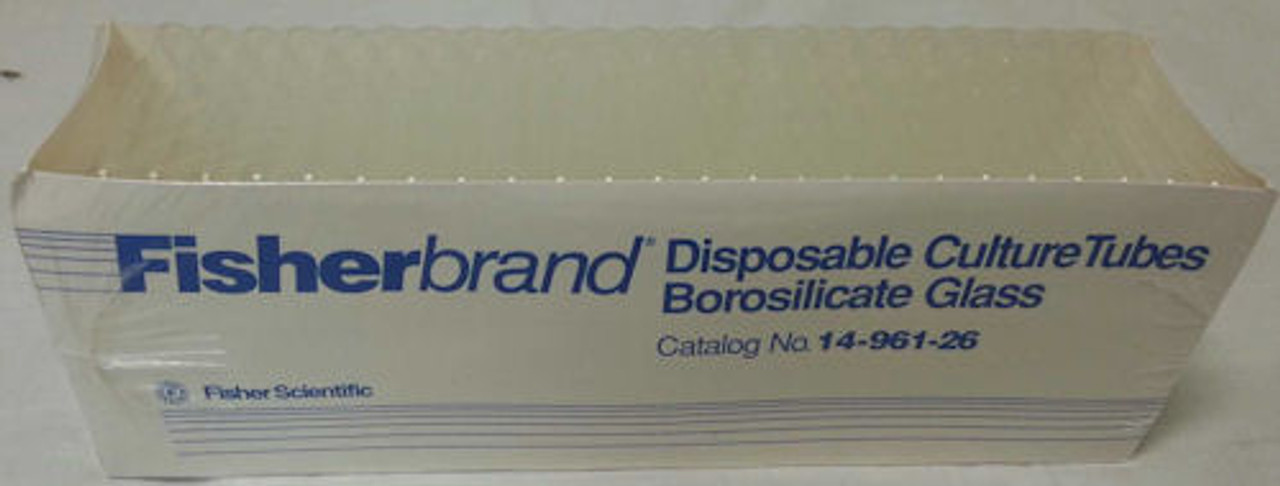 Fisherbrand®
Disposable Culture Tubes
Borosilicate Glass
Catalog No. 14-961-26
Fisher Scientific